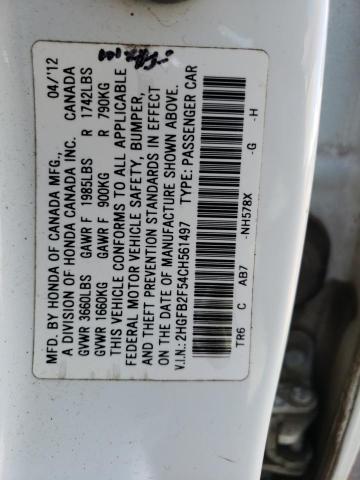 MFD. BY HONDA OF CANADA MFG. 04/'12
A DIVISION OF HONDA CANADA INC. CANADA
GVWR 3660LBS GAWR F 1985LBS R 1742LBS
GVWR 1660KG GAWR F 900KG R 790KG
THIS VEHICLE CONFORMS TO ALL APPLICABLE
FEDERAL MOTOR VEHICLE SAFETY, BUMPER,
AND THEFT PREVENTION STANDARDS IN EFFECT
ON THE DATE OF MANUFACTURE SHOWN ABOVE.
V.I.N.: 2HGFB2F54CH561497 TYPE: PASSENGER CAR
TR6 C AB7 -NH578X -G -H